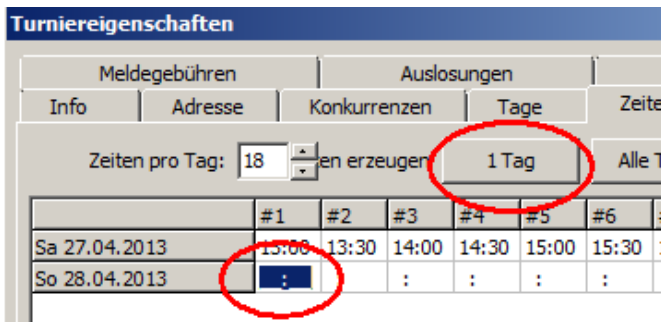 Turniereigenschaften
Meldegebühren Auslosungen
Info Adresse Konkurrenzen Tage Zeite
Zeiten pro Tag: 18 en erzeugen 1 Tag Alle T
#1 #2 #3 #4 #5 #6
Sa 27.04.2013 13:00 13:30 14:00 14:30 15:00 15:30
So 28.04.2013 : : : : :